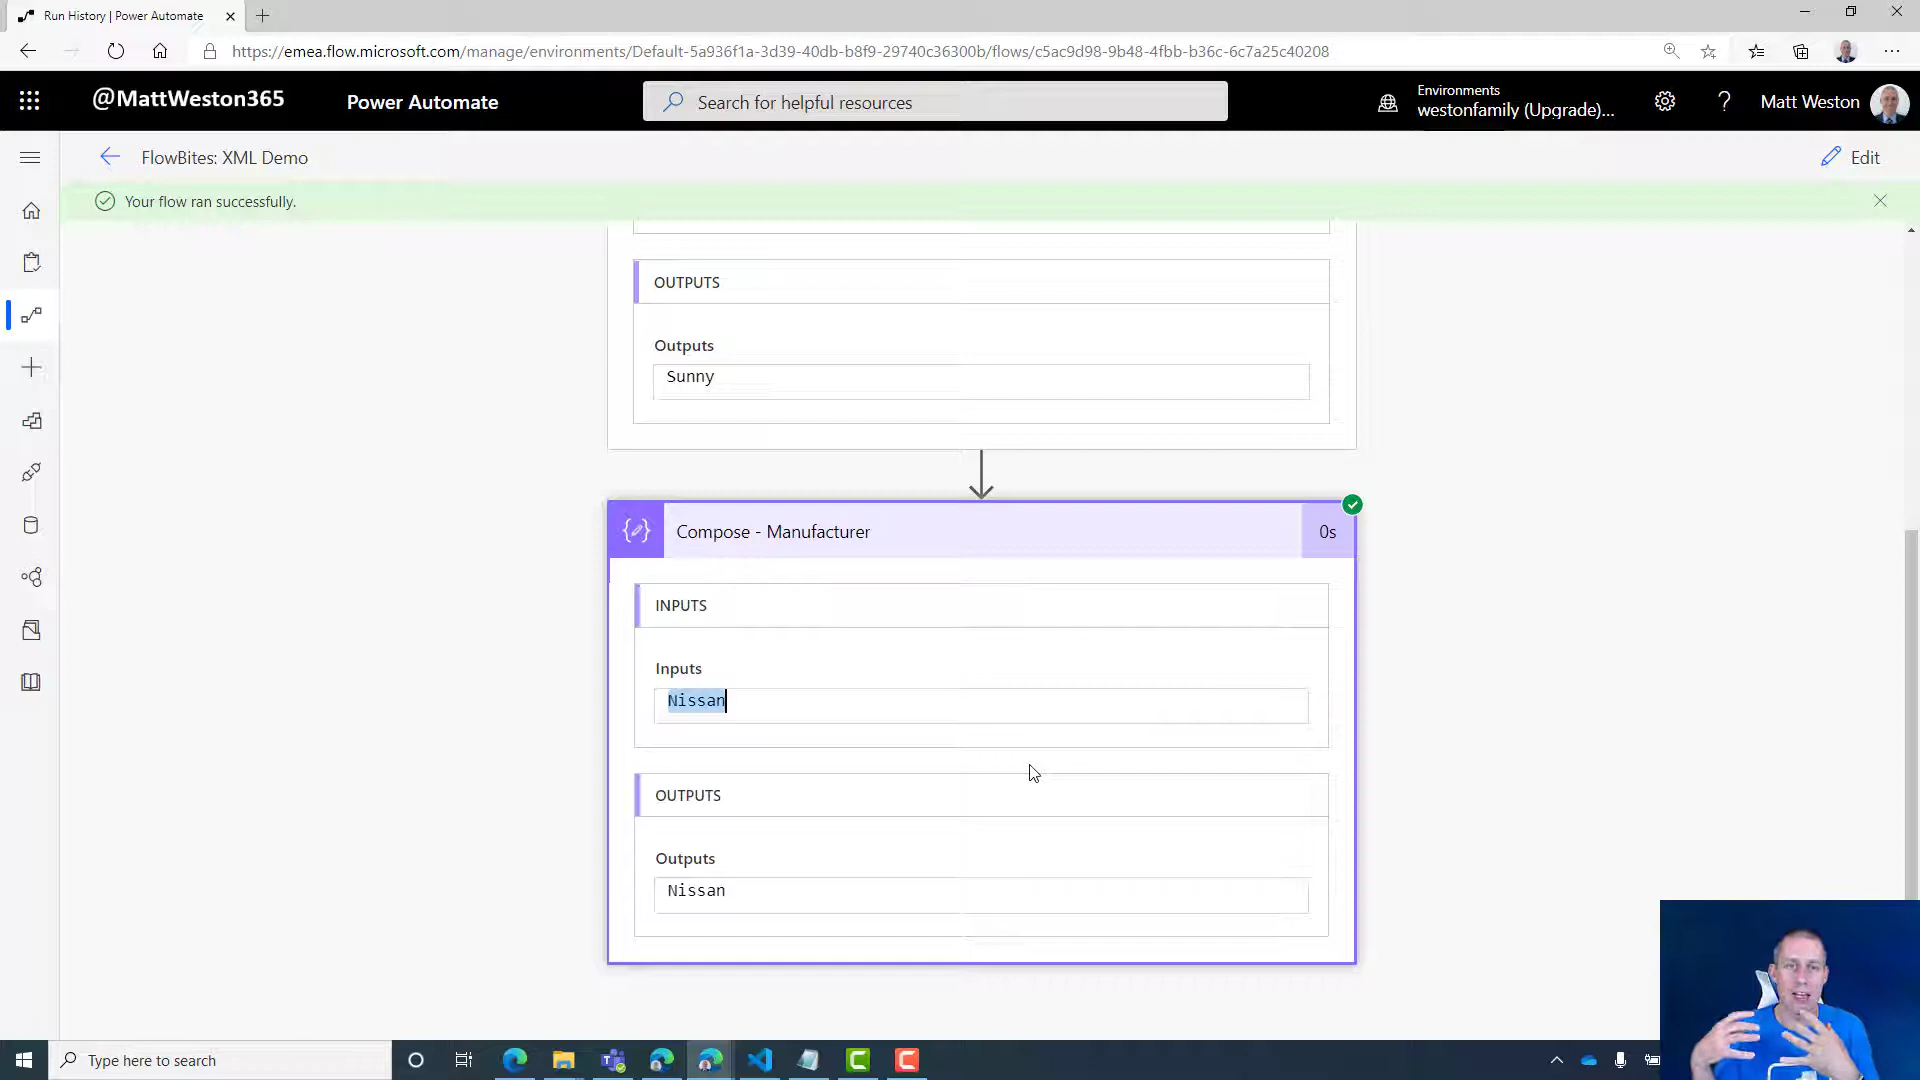 Run History | Power Automate
https://emea.flow.microsoft.com/manage/environments/Default-5a936f1a-3d39-40db-b8f9-29740c36300b/flows/c5ac9d98-9b48-4fbb-b36c-6c7a25c40208
@MattWeston365
Power Automate
Search for helpful resources
Environments
westonfamily (Upgrade)...
?
Matt Weston
FlowBites: XML Demo
Edit
Your flow ran successfully.
OUTPUTS
Outputs
Sunny
Compose - Manufacturer
0s
INPUTS
Inputs
Nissan
OUTPUTS
Outputs
Nissan
Type here to search